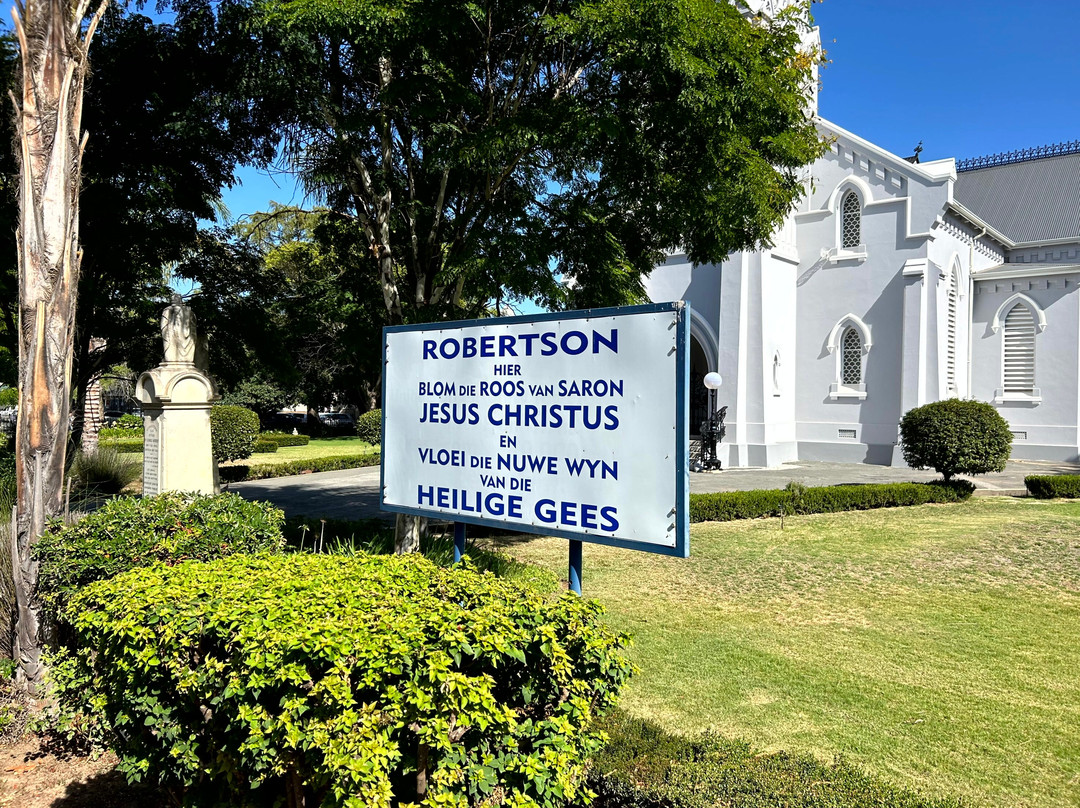 ROBERTSON
HIER
BLOM DIE ROOS VAN SARON
JESUS CHRISTUS
EN
VLOEI DIE NUWE WYN
VAN DIE
HEILIGE GEES